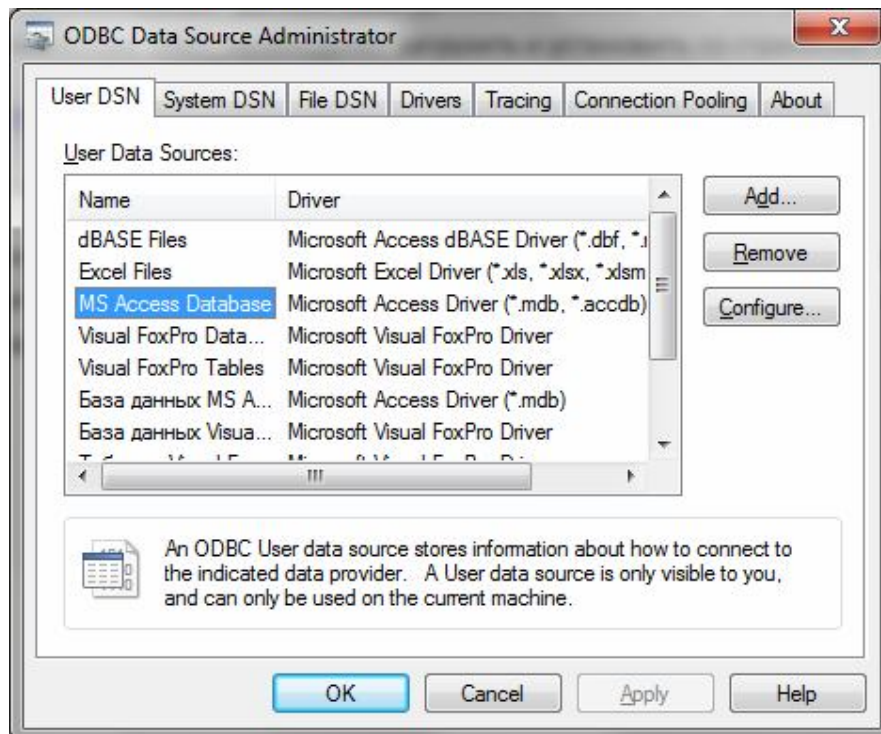 ODBC Data Source Administrator
User DSN System DSN File DSN Drivers Tracing Connection Pooling About
User Data Sources:
Name Driver
dBASE Files Microsoft Access dBASE Driver (*.dbf, *.
Excel Files Microsoft Excel Driver (*.xls, *.xlsx, *.xlsm
MS Access Database Microsoft Access Driver (*.mdb, *.accdb)
Visual FoxPro Data... Microsoft Visual FoxPro Driver
Visual FoxPro Tables Microsoft Visual FoxPro Driver
База данных MS A... Microsoft Access Driver (*.mdb)
База данных Visua... Microsoft Visual FoxPro Driver
Add...
Remove
Configure...
An ODBC User data source stores information about how to connect to
the indicated data provider. A User data source is only visible to you,
and can only be used on the current machine.
OK Cancel Apply Help